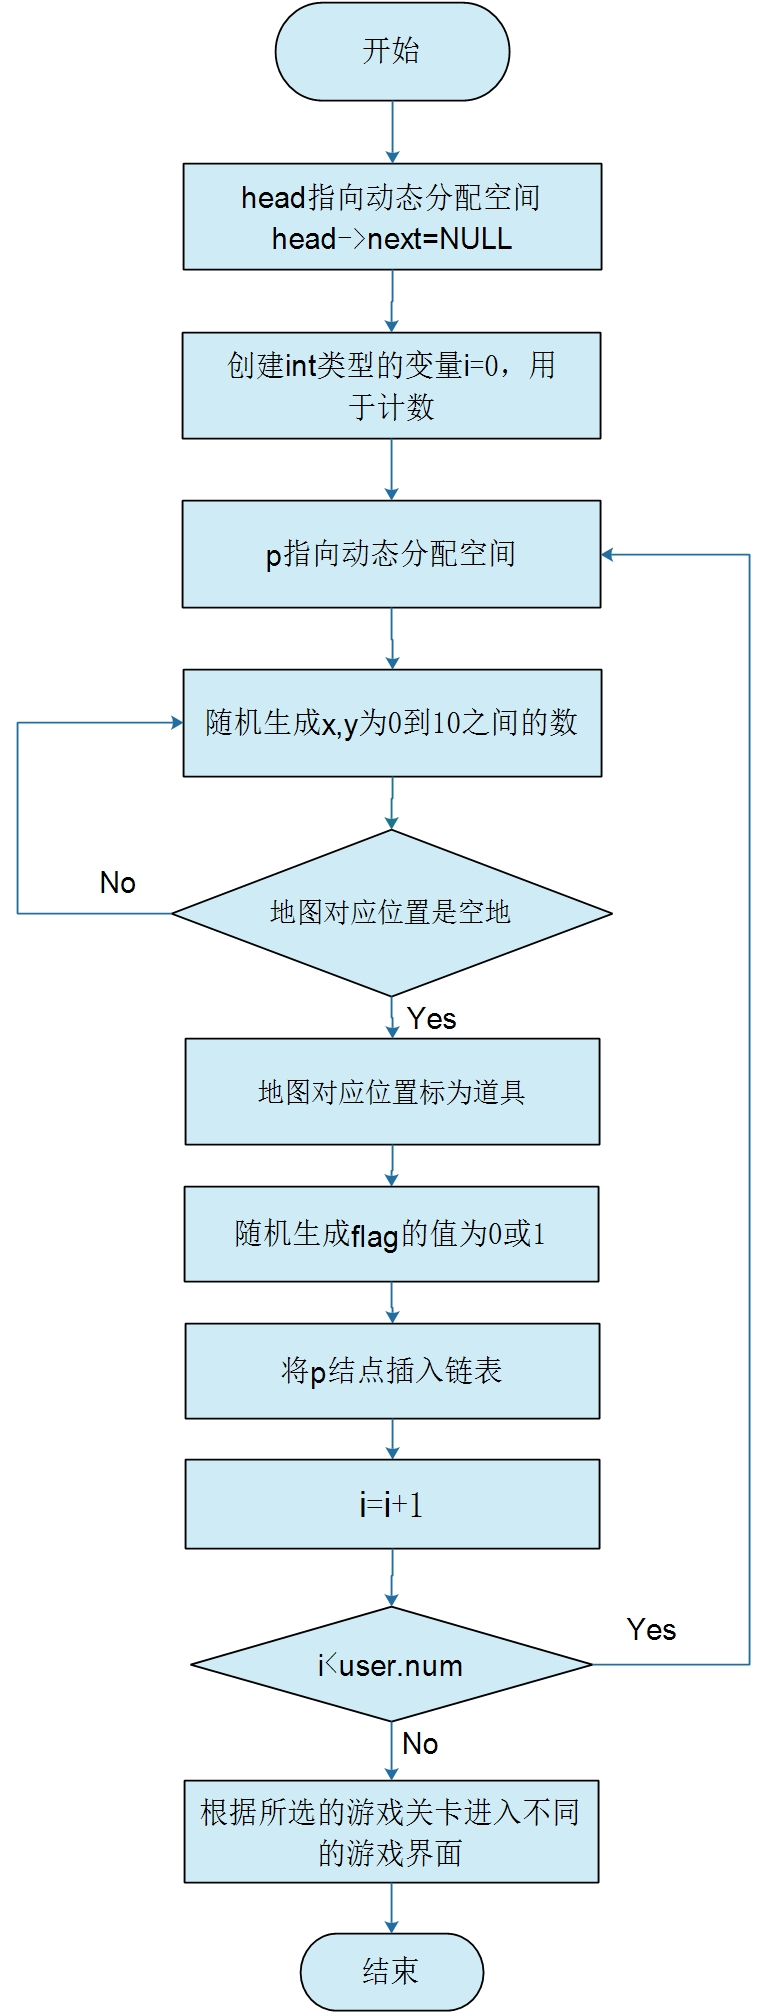 开始
head指向动态分配空间
head->next=NULL
创建int类型的变量i=0，用
于计数
p指向动态分配空间
随机生成x,y为0到10之间的数
No
地图对应位置是空地
Yes
地图对应位置标为道具
随机生成flag的值为0或1
将p结点插入链表
i=i+1
Yes
i<user.num
No
根据所选的游戏关卡进入不同
的游戏界面
结束